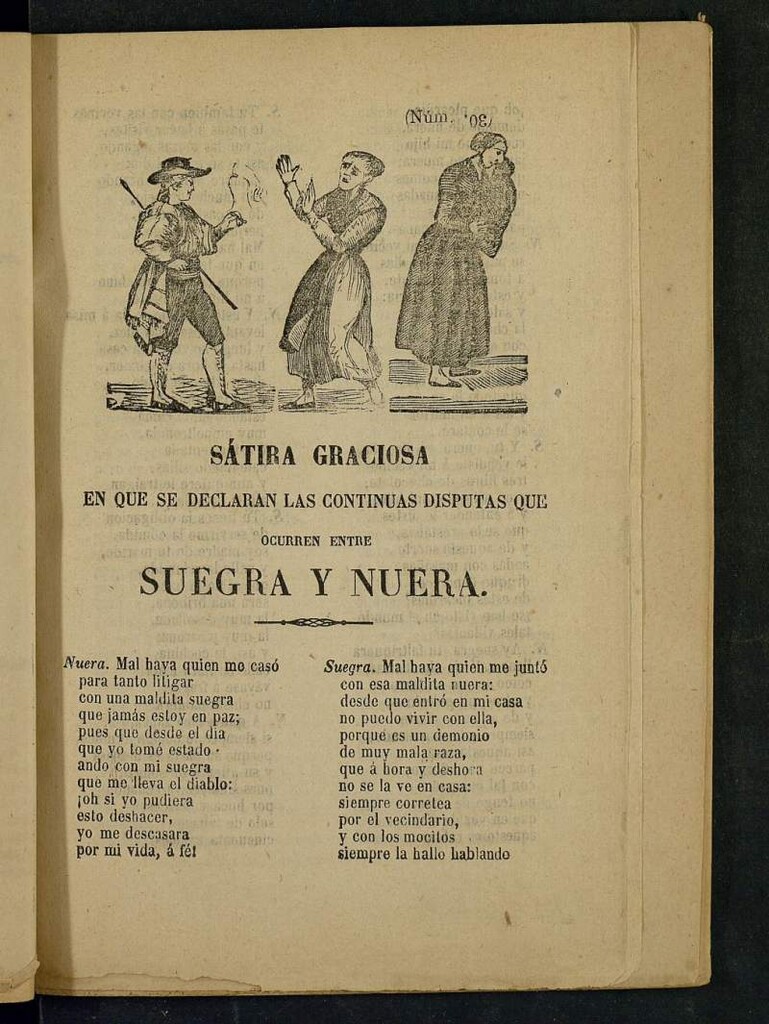 (Núm. 30.)
SÁTIRA GRACIOSA
EN QUE SE DECLARAN LAS CONTINUAS DISPUTAS QUE
OCURREN ENTRE
SUEGRA Y NUERA.
Nuera. Mal haya quien me casó
para tanto litigar
con una maldita suegra
que jamás estoy en paz;
pues que desde el dia
que yo tomé estado
ando con mi suegra
que me lleva el diablo:
¡oh si yo pudiera
esto deshacer,
yo me descasara
por mi vida, á fé!
Suegra. Mal haya quien me juntó
con esa maldita nuera:
desde que entró en mi casa
no puedo vivir con ella,
porque es un demonio
de muy mala raza,
que á hora y deshora
no se la ve en casa:
siempre corretea
por el vecindario,
y con los mocitos
siempre la hallo hablando